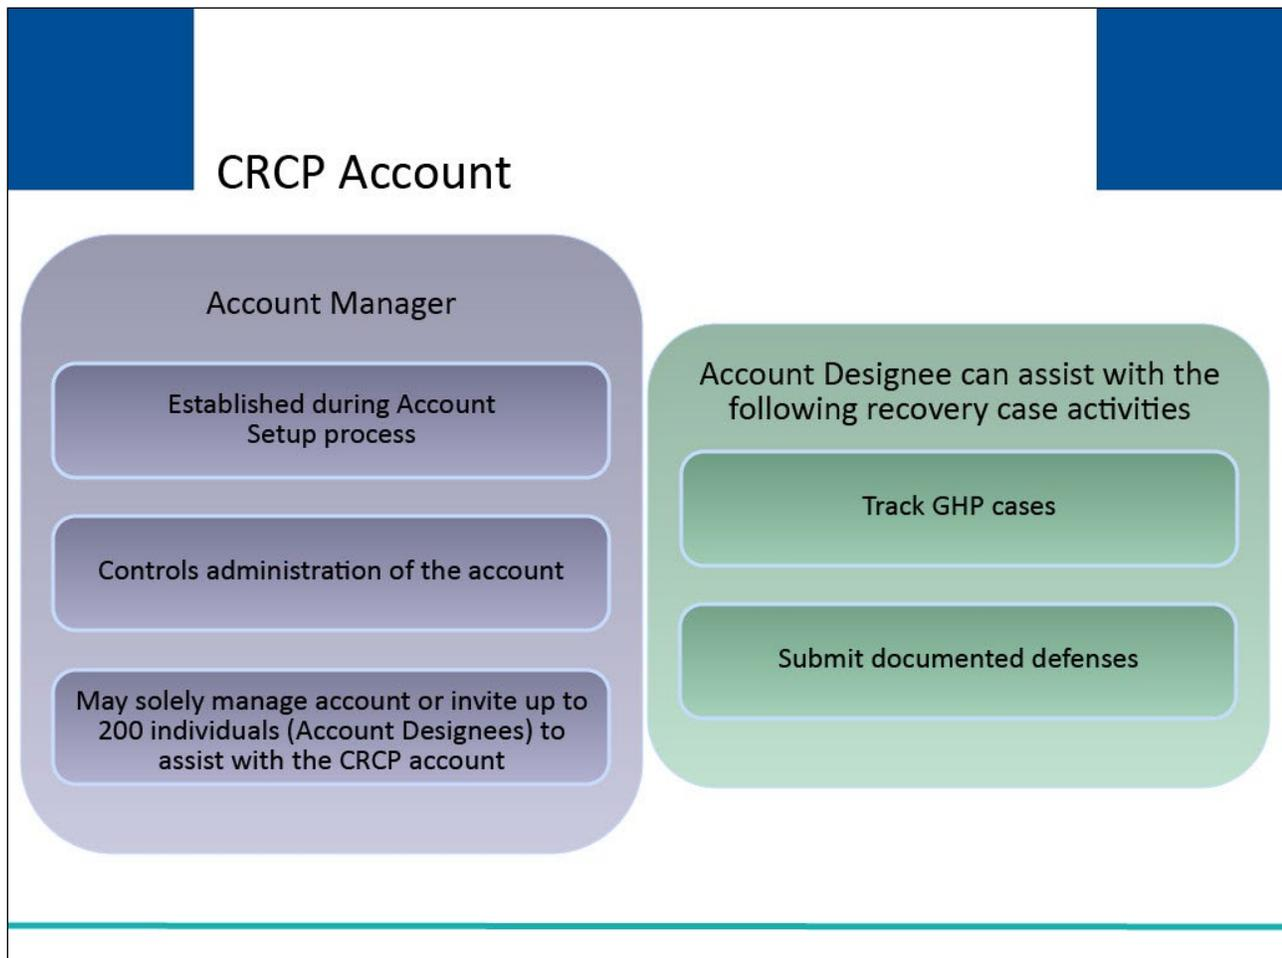 CRCP Account
Account Manager
Established during Account
Setup process
Controls administration of the account
May solely manage account or invite up to
200 individuals (Account Designees) to
assist with the CRCP account
Account Designee can assist with the
following recovery case activities
Track GHP cases
Submit documented defenses